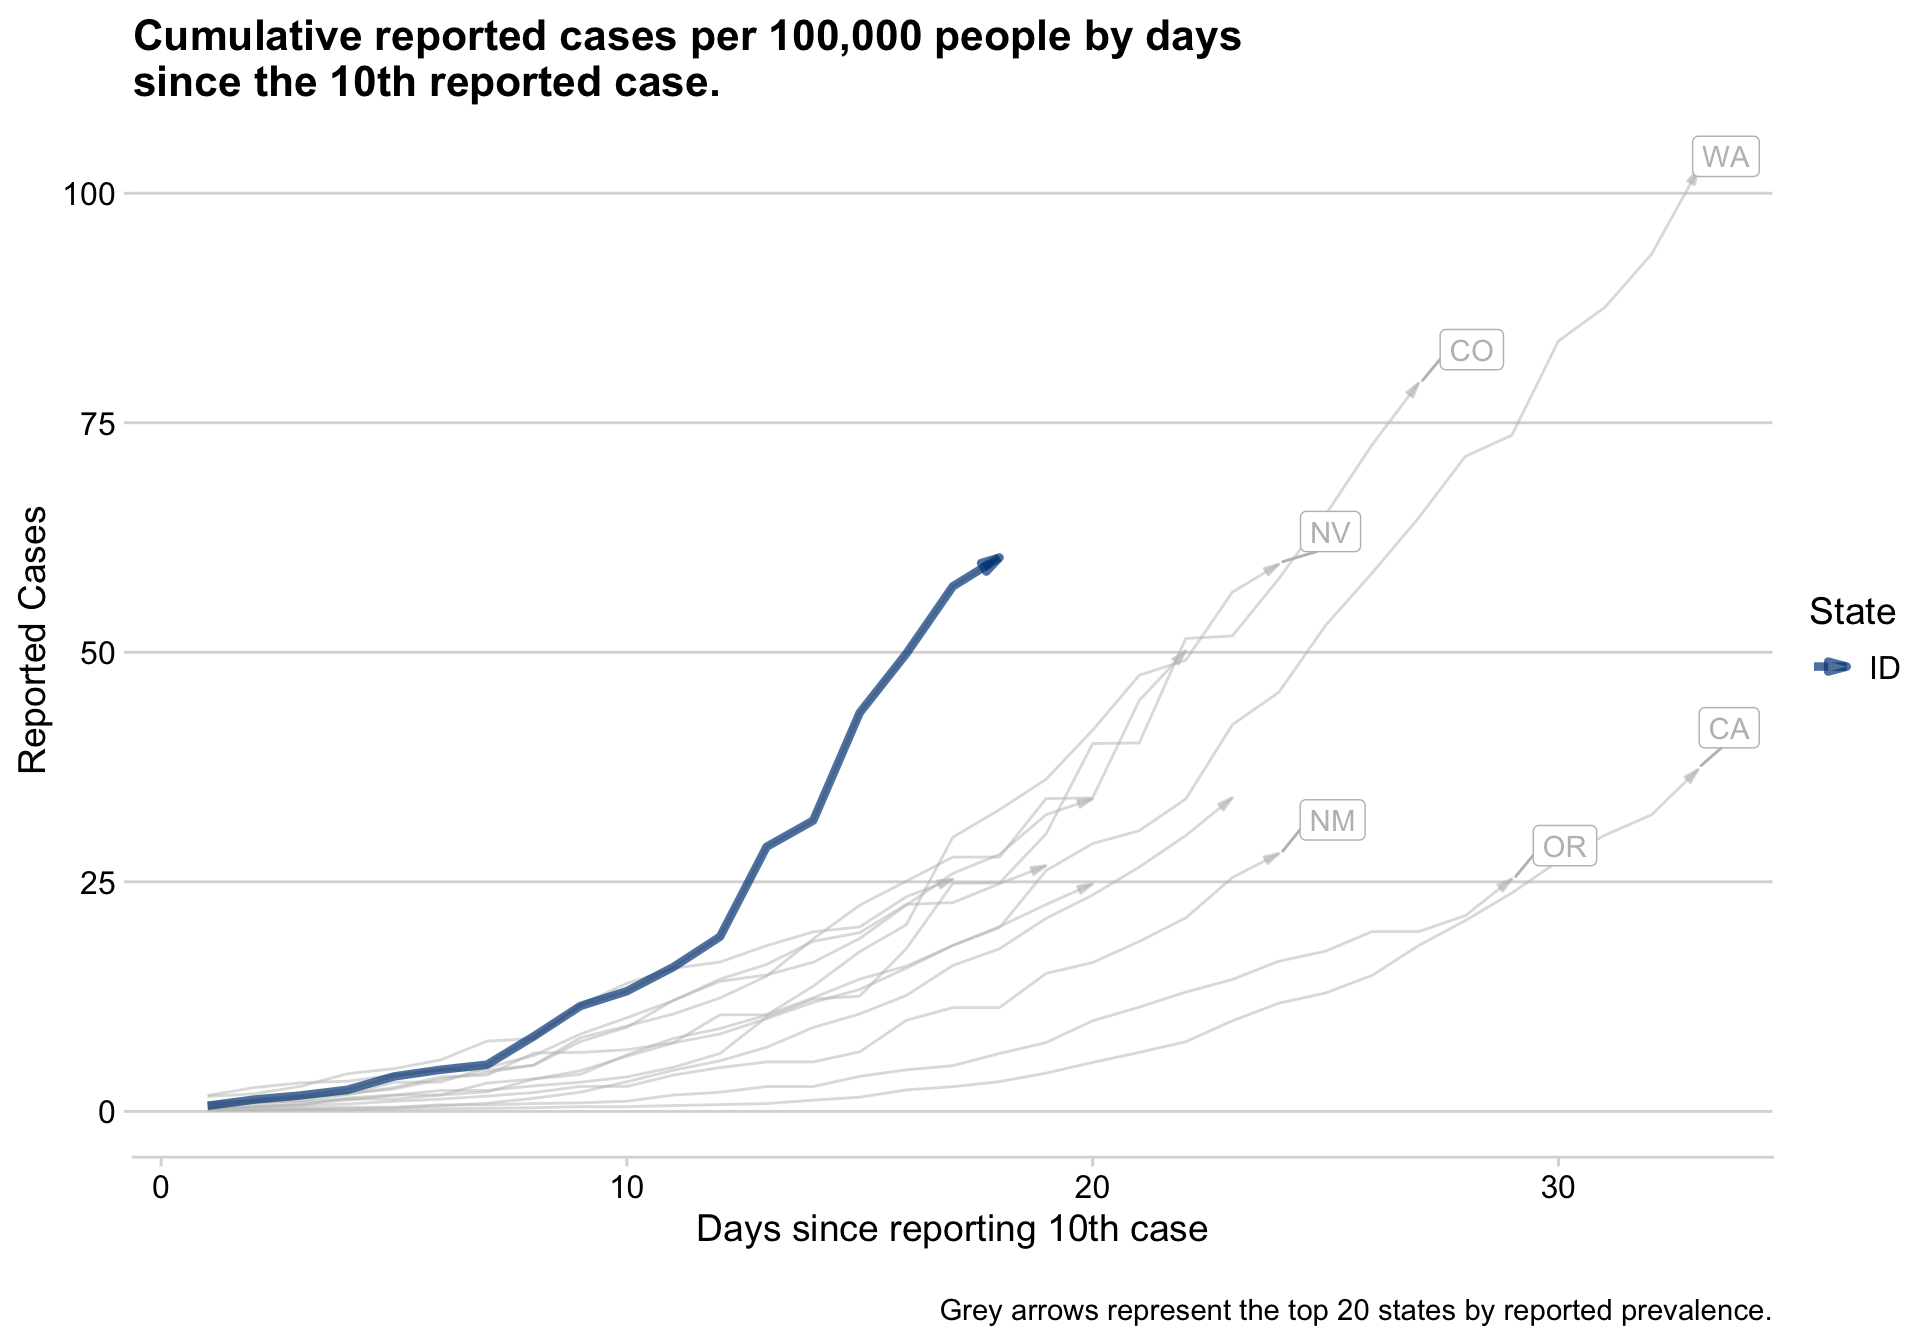 Cumulative reported cases per 100,000 people by days
since the 10th reported case.
WA
100
CO
75
NV
50
CA
NM
OR
25
0
Reported Cases
State
ID
0
10
20
30
Days since reporting 10th case
Grey arrows represent the top 20 states by reported prevalence.